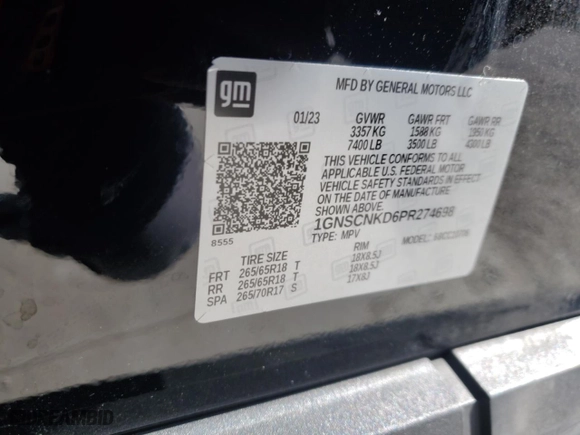 gm
MFD BY GENERAL MOTORS LLC
01/23 GVWR GAWR FRT GAWR RR
3357 KG 1588 KG 1950 KG
7400 LB 3500 LB 4300 LB
THIS VEHICLE CONFORMS TO ALL
APPLICABLE U.S. FEDERAL MOTOR
VEHICLE SAFETY STANDARDS IN EFFECT
ON THE DATE OF MANUFACTURE
SHOWN ABOVE.
1GNSCNKD6PR274698
8555
TYPE: MPV MODEL:
TIRE SIZE RIM
FRT 265/65R18 T 18X8.5J
RR 265/65R18 T 18X8.5J
SPA 265/70R17 S 17X8J
DREAMBID